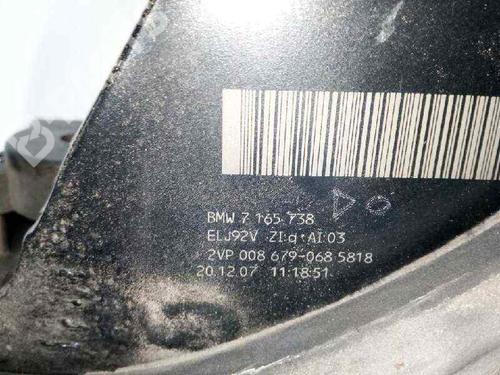 BMW 7 165 738
ELJ92V ZI:q:AI:03
2VP 008 679-068 5818
20.12.07 11:18:51